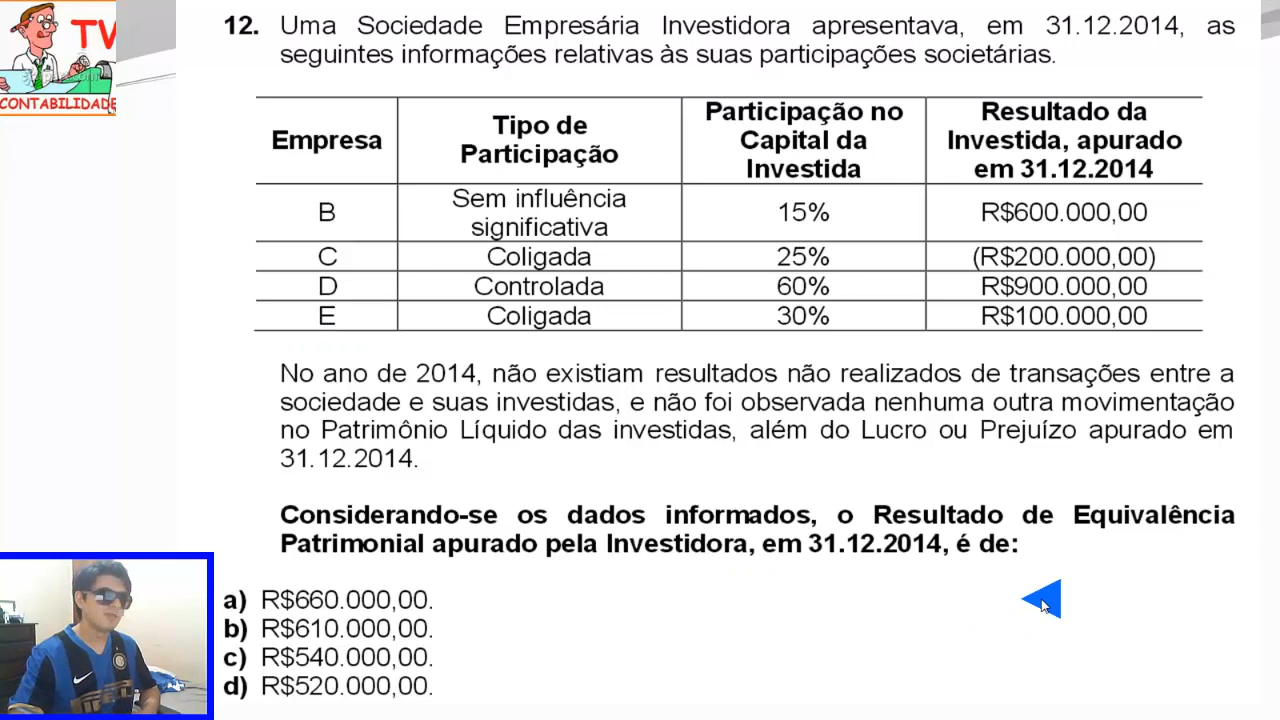 TV
CONTABILIDADE
12. Uma Sociedade Empresária Investidora apresentava, em 31.12.2014, as
seguintes informações relativas às suas participações societárias.
Empresa | Tipo de Participação | Participação no Capital da Investida | Resultado da Investida, apurado em 31.12.2014
B | Sem influência significativa | 15% | R$600.000,00
C | Coligada | 25% | (R$200.000,00)
D | Controlada | 60% | R$900.000,00
E | Coligada | 30% | R$100.000,00
No ano de 2014, não existiam resultados não realizados de transações entre a
sociedade e suas investidas, e não foi observada nenhuma outra movimentação
no Patrimônio Líquido das investidas, além do Lucro ou Prejuízo apurado em
31.12.2014.
Considerando-se os dados informados, o Resultado de Equivalência
Patrimonial apurado pela Investidora, em 31.12.2014, é de:
a) R$660.000,00.
b) R$610.000,00.
c) R$540.000,00.
d) R$520.000,00.